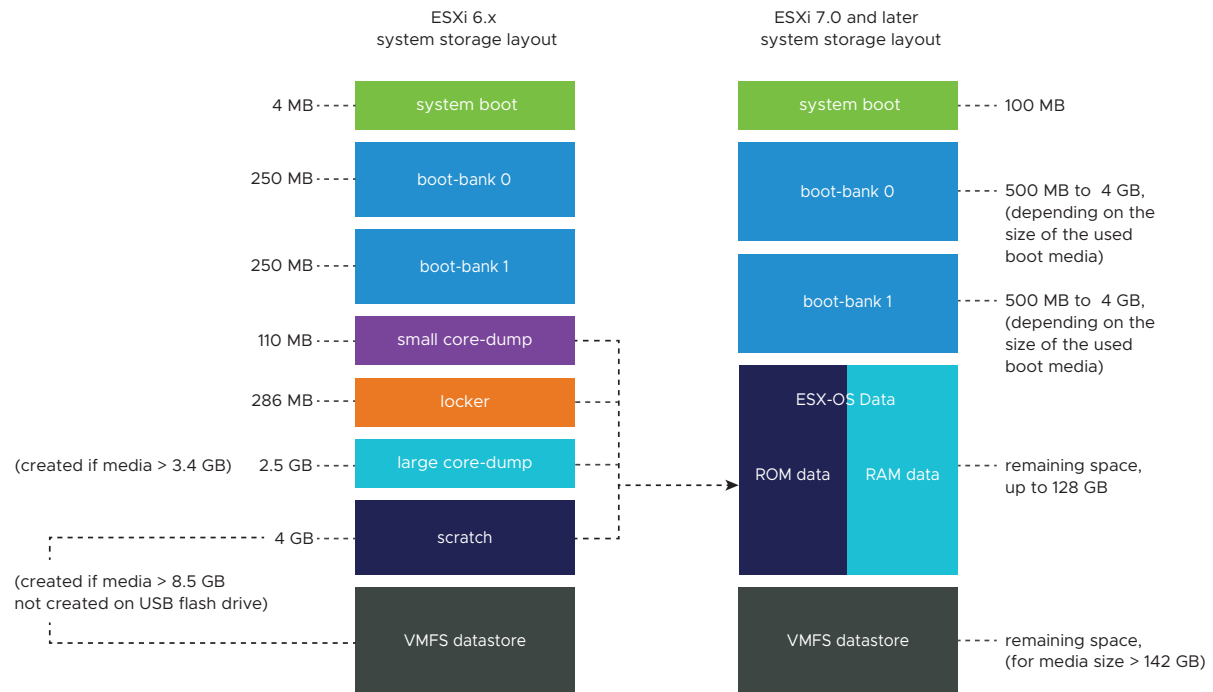 ESXi 6.x
system storage layout
4 MB
system boot
250 MB
boot-bank 0
250 MB
boot-bank 1
110 MB
small core-dump
286 MB
locker
(created if media > 3.4 GB)
2.5 GB
large core-dump
4 GB
scratch
(created if media > 8.5 GB
not created on USB flash drive)
VMFS datastore
ESXi 7.0 and later
system storage layout
system boot
100 MB
boot-bank 0
500 MB to 4 GB,
(depending on the
size of the used
boot media)
boot-bank 1
500 MB to 4 GB,
(depending on the
size of the used
boot media)
ESX-OS Data
ROM data
RAM data
remaining space,
up to 128 GB
VMFS datastore
remaining space,
(for media size > 142 GB)